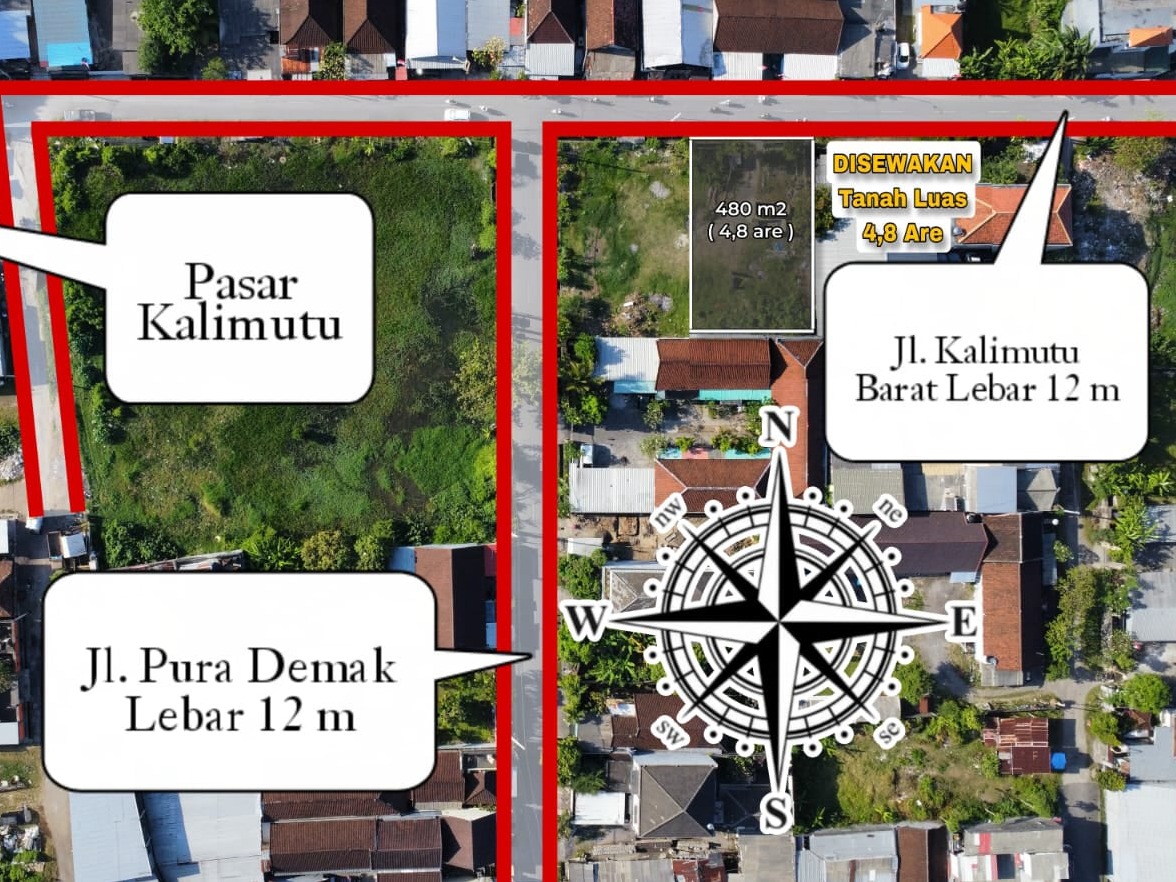 480 m2
( 4,8 are )
DISEWAKAN
Tanah Luas
4,8 Are
Pasar
Kalimutu
Jl. Kalimutu
Barat Lebar 12 m
N
nw
ne
W
E
sw
se
S
Jl. Pura Demak
Lebar 12 m